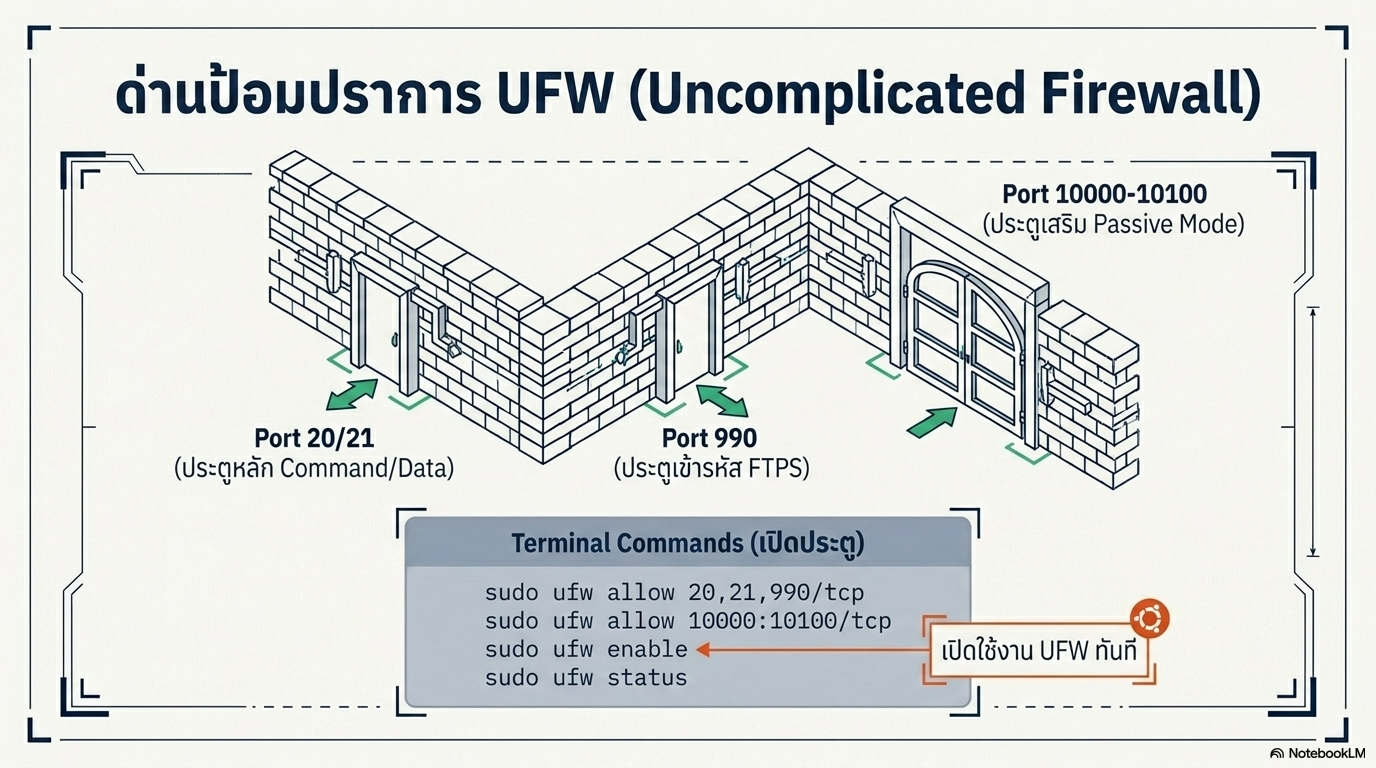 ด่านป้อมปราการ UFW (Uncomplicated Firewall)
Port 10000-10100
(ประตูเสริม Passive Mode)
Port 20/21
(ประตูหลัก Command/Data)
Port 990
(ประตูเข้ารหัส FTPS)
Terminal Commands (เปิดประตู)
sudo ufw allow 20,21,990/tcp
sudo ufw allow 10000:10100/tcp
sudo ufw enable
sudo ufw status
เปิดใช้งาน UFW ทันที
NotebookLM